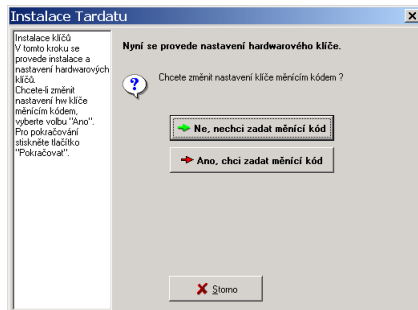 Instalace Tardatu
Instalace klíčů
V tomto kroku se
provede instalace a
nastavení hardwarových
klíčů.
Chcete-li změnit
nastavení hw klíče
měnícím kódem,
vyberte volbu "Ano".
Pro pokračování
stiskněte tlačítko
"Pokračovat".
Nyní se provede nastavení hardwarového klíče.
Chcete změnit nastavení klíče měnícím kódem ?
Ne, nechci zadat měnící kód
Ano, chci zadat měnící kód
Storno